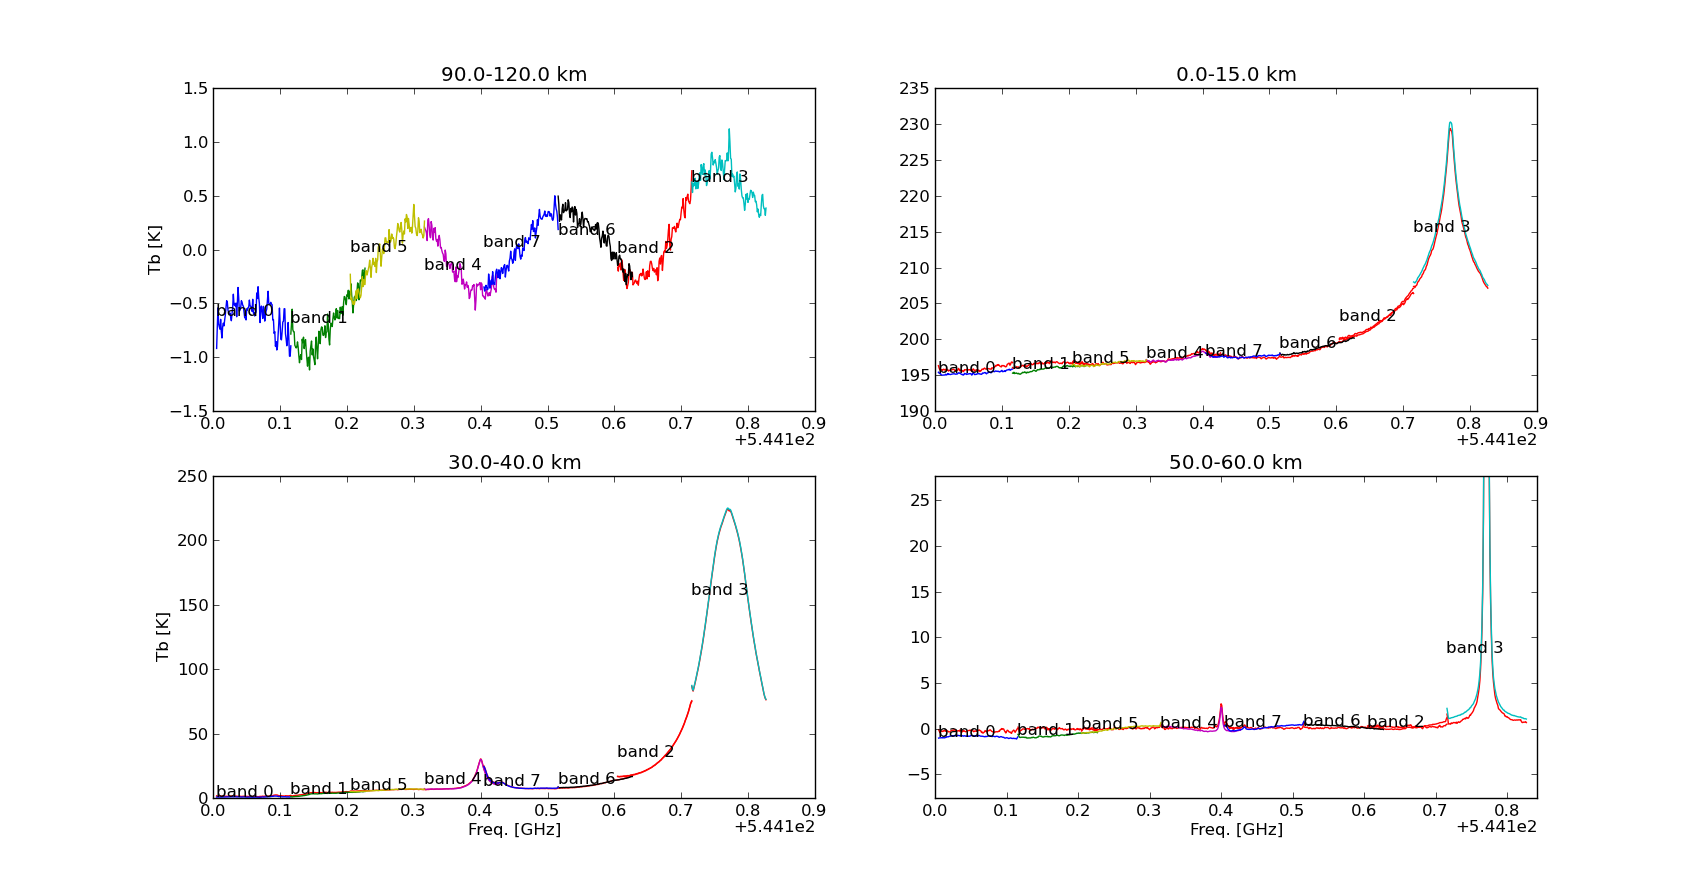 90.0-120.0 km
1.5
1.0
0.5
0.0
−0.5
−1.0
−1.5
Tb [K]
band 0
band 1
band 5
band 4
band 7
band 6
band 2
band 3
0.0 0.1 0.2 0.3 0.4 0.5 0.6 0.7 0.8 0.9
+5.441e2
0.0-15.0 km
235
230
225
220
215
210
205
200
195
190
band 0
band 1
band 5
band 4
band 7
band 6
band 2
band 3
0.0 0.1 0.2 0.3 0.4 0.5 0.6 0.7 0.8 0.9
+5.441e2
30.0-40.0 km
250
200
150
100
50
0
Tb [K]
band 0
band 1
band 5
band 4
band 7
band 6
band 2
band 3
0.0 0.1 0.2 0.3 0.4 0.5 0.6 0.7 0.8 0.9
Freq. [GHz]
+5.441e2
50.0-60.0 km
25
20
15
10
5
0
−5
band 0
band 1
band 5
band 4
band 7
band 6
band 2
band 3
0.0 0.1 0.2 0.3 0.4 0.5 0.6 0.7 0.8
Freq. [GHz]
+5.441e2